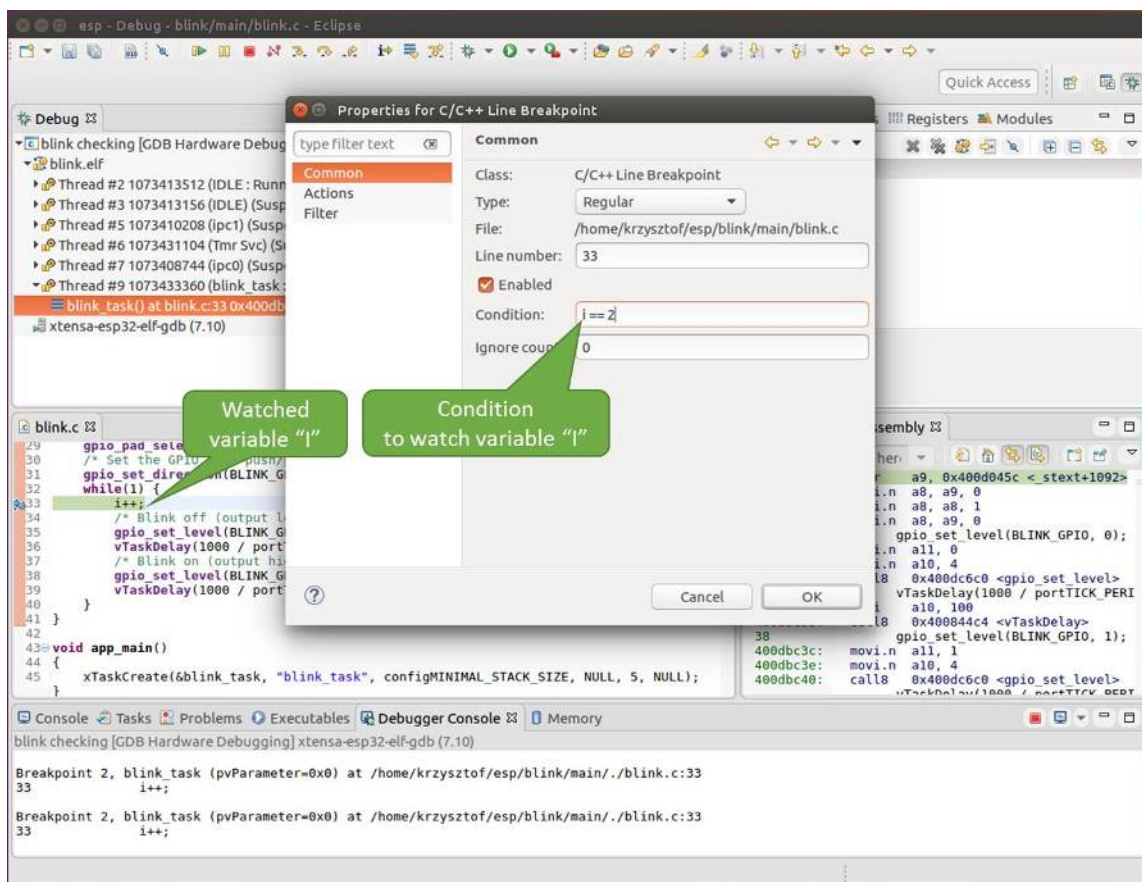 esp - Debug - blink/main/blink.c - Eclipse
Quick Access
Debug
blink checking [GDB Hardware Debug
blink.elf
Thread #2 1073413512 (IDLE : Runn
Thread #3 1073413156 (IDLE) (Susp
Thread #5 1073410208 (ipc1) (Susp
Thread #6 1073431104 (Tmr Svc) (S
Thread #7 1073408744 (ipc0) (Susp
Thread #9 1073433360 (blink_task :
blink_task() at blink.c:33 0x400db
xtensa-esp32-elf-gdb (7.10)
Registers Modules
Properties for C/C++ Line Breakpoint
type filter text
Common
Actions
Filter
Common
Class: C/C++ Line Breakpoint
Type: Regular
File: /home/krzysztof/esp/blink/main/blink.c
Line number: 33
Enabled
Condition: i == 2
Ignore coun 0
Cancel OK
Watched
variable “I”
Condition
to watch variable “I”
blink.c
29 gpio_pad_sele
30 /* Set the GPIO push/
31 gpio_set_direction(BLINK_G
32 while(1) {
33 i++;
34 /* Blink off (output l
35 gpio_set_level(BLINK_G
36 vTaskDelay(1000 / port
37 /* Blink on (output hi
38 gpio_set_level(BLINK_G
39 vTaskDelay(1000 / port
40 }
41 }
42
43 void app_main()
44 {
45 xTaskCreate(&blink_task, "blink_task", configMINIMAL_STACK_SIZE, NULL, 5, NULL);
}
ssembly
her
r a9, 0x400d045c <_stext+1092>
i.n a8, a9, 0
i.n a8, a8, 1
i.n a8, a9, 0
gpio_set_level(BLINK_GPIO, 0);
i.n a11, 0
i.n a10, 4
l8 0x400dc6c0 <gpio_set_level>
vTaskDelay(1000 / portTICK_PERI
i a10, 100
l8 0x400844c4 <vTaskDelay>
38 gpio_set_level(BLINK_GPIO, 1);
400dbc3c: movi.n a11, 1
400dbc3e: movi.n a10, 4
400dbc40: call8 0x400dc6c0 <gpio_set_level>
vTaskDelay(1000 / portTICK_PERI
Console Tasks Problems Executables Debugger Console Memory
blink checking [GDB Hardware Debugging] xtensa-esp32-elf-gdb (7.10)
Breakpoint 2, blink_task (pvParameter=0x0) at /home/krzysztof/esp/blink/main/./blink.c:33
33 i++;
Breakpoint 2, blink_task (pvParameter=0x0) at /home/krzysztof/esp/blink/main/./blink.c:33
33 i++;